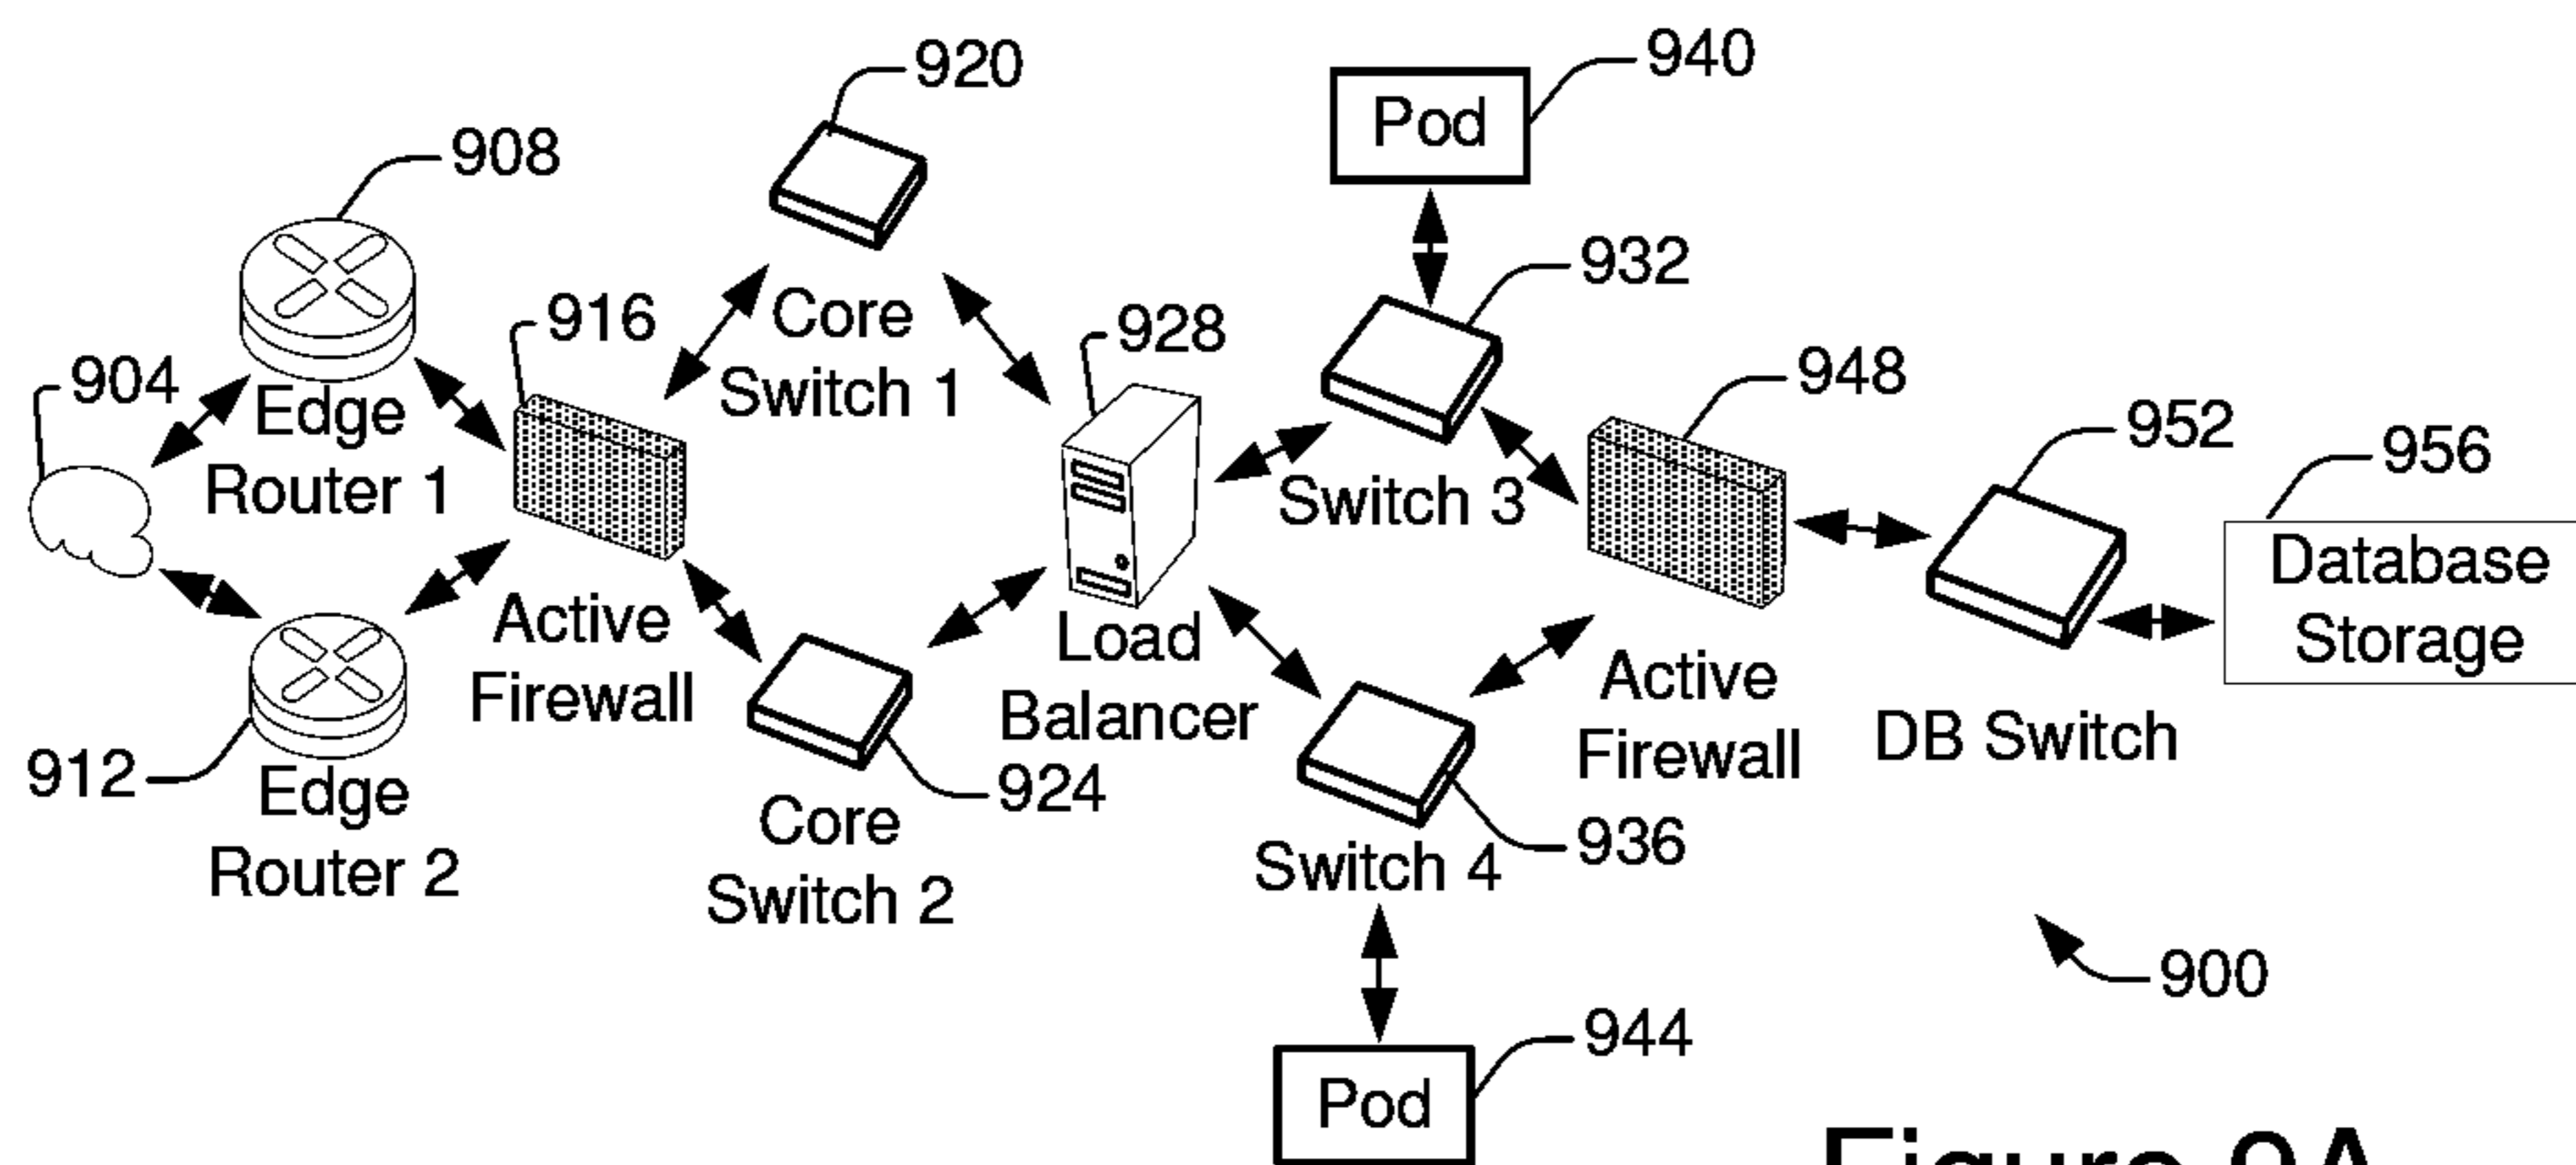 920
940
Pod
908
932
916
Core
Switch 1
928
948
904
Edge
Router 1
952
956
Switch 3
Database
Storage
Active
Firewall
Load
Balancer
Active
Firewall
DB Switch
912
Edge
Router 2
924
Core
Switch 2
936
Switch 4
900
944
Pod
Figure 9A